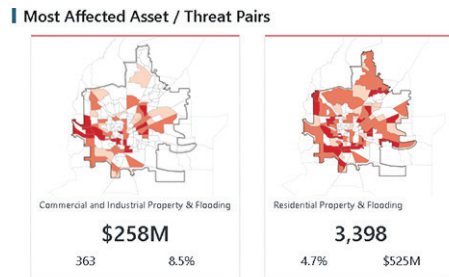 Most Affected Asset / Threat Pairs
Commercial and Industrial Property & Flooding
$258M
363 8.5%
Residential Property & Flooding
3,398
4.7% $525M